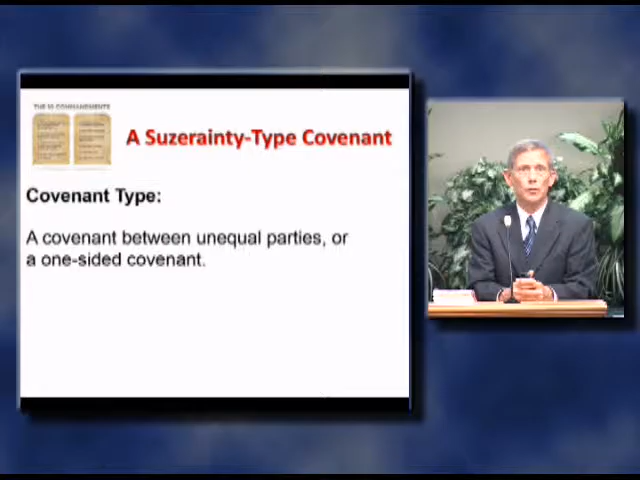 THE 10 COMMANDMENTS
A Suzerainty-Type Covenant
Covenant Type:
A covenant between unequal parties, or
a one-sided covenant.